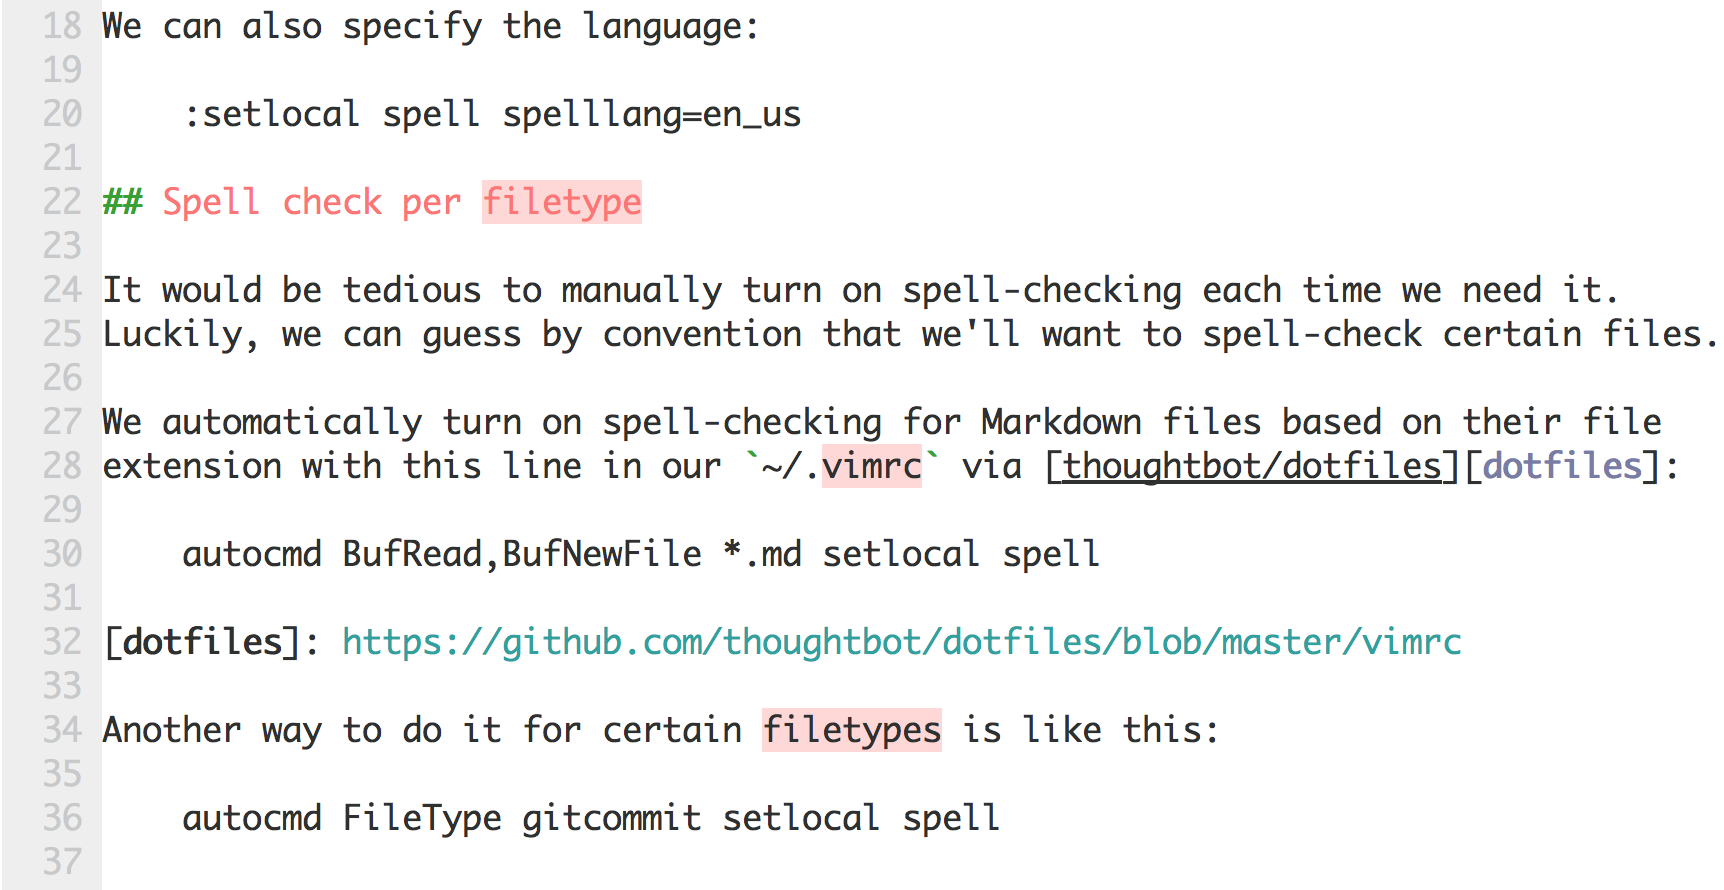 18 We can also specify the language:
19
20     :setlocal spell spelllang=en_us
21
22 ## Spell check per filetype
23
24 It would be tedious to manually turn on spell-checking each time we need it.
25 Luckily, we can guess by convention that we'll want to spell-check certain files.
26
27 We automatically turn on spell-checking for Markdown files based on their file
28 extension with this line in our `~/.vimrc` via [thoughtbot/dotfiles][dotfiles]:
29
30     autocmd BufRead,BufNewFile *.md setlocal spell
31
32 [dotfiles]: https://github.com/thoughtbot/dotfiles/blob/master/vimrc
33
34 Another way to do it for certain filetypes is like this:
35
36     autocmd FileType gitcommit setlocal spell
37